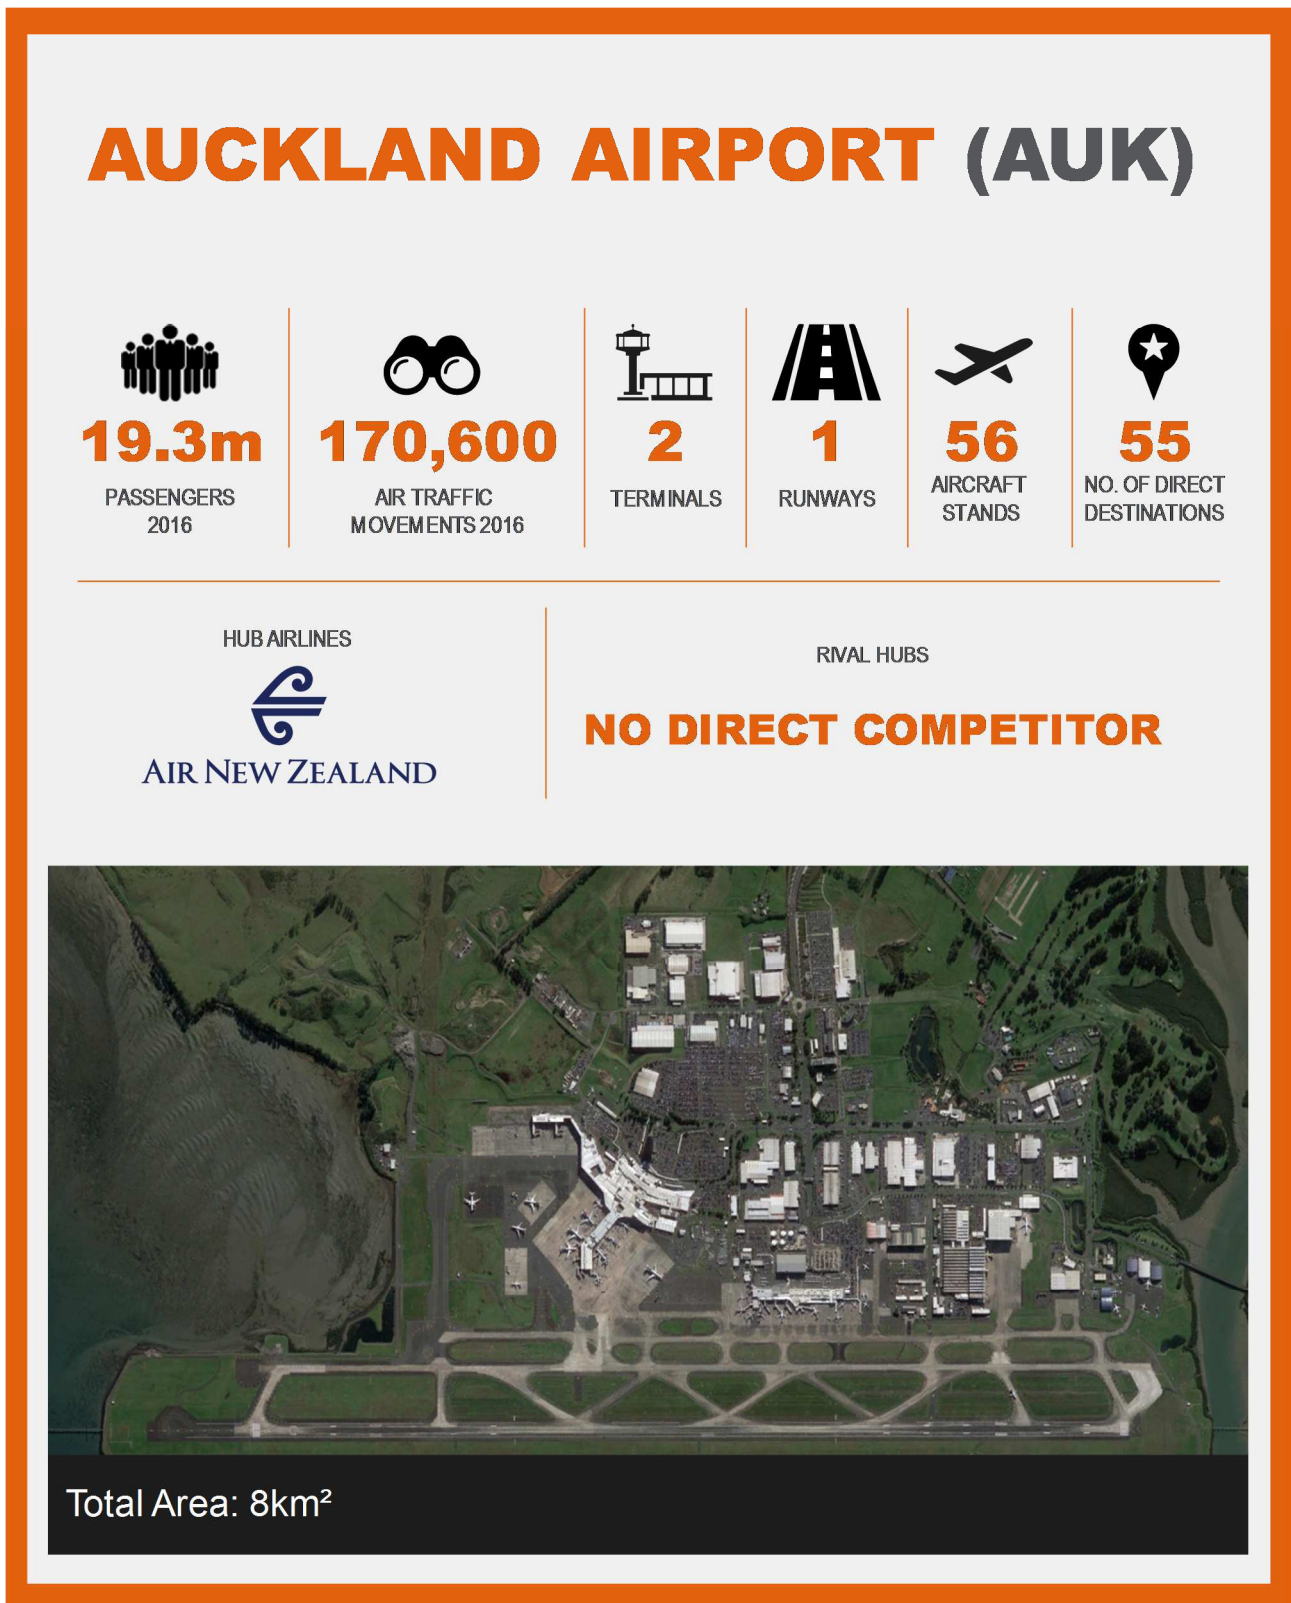 AUCKLAND AIRPORT (AUK)
19.3m
PASSENGERS
2016
170,600
AIR TRAFFIC
MOVEMENTS 2016
2
TERMINALS
1
RUNWAYS
56
AIRCRAFT
STANDS
55
NO. OF DIRECT
DESTINATIONS
HUB AIRLINES
AIR NEW ZEALAND
RIVAL HUBS
NO DIRECT COMPETITOR
Total Area: 8km²